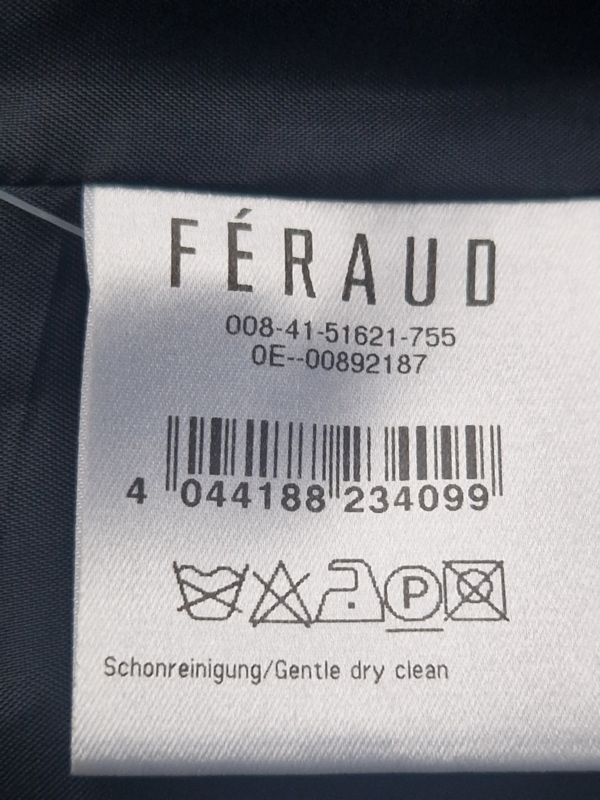 FÉRAUD
008-41-51621-755
0E--00892187
4 044188 234099
P
Schonreinigung/Gentle dry clean